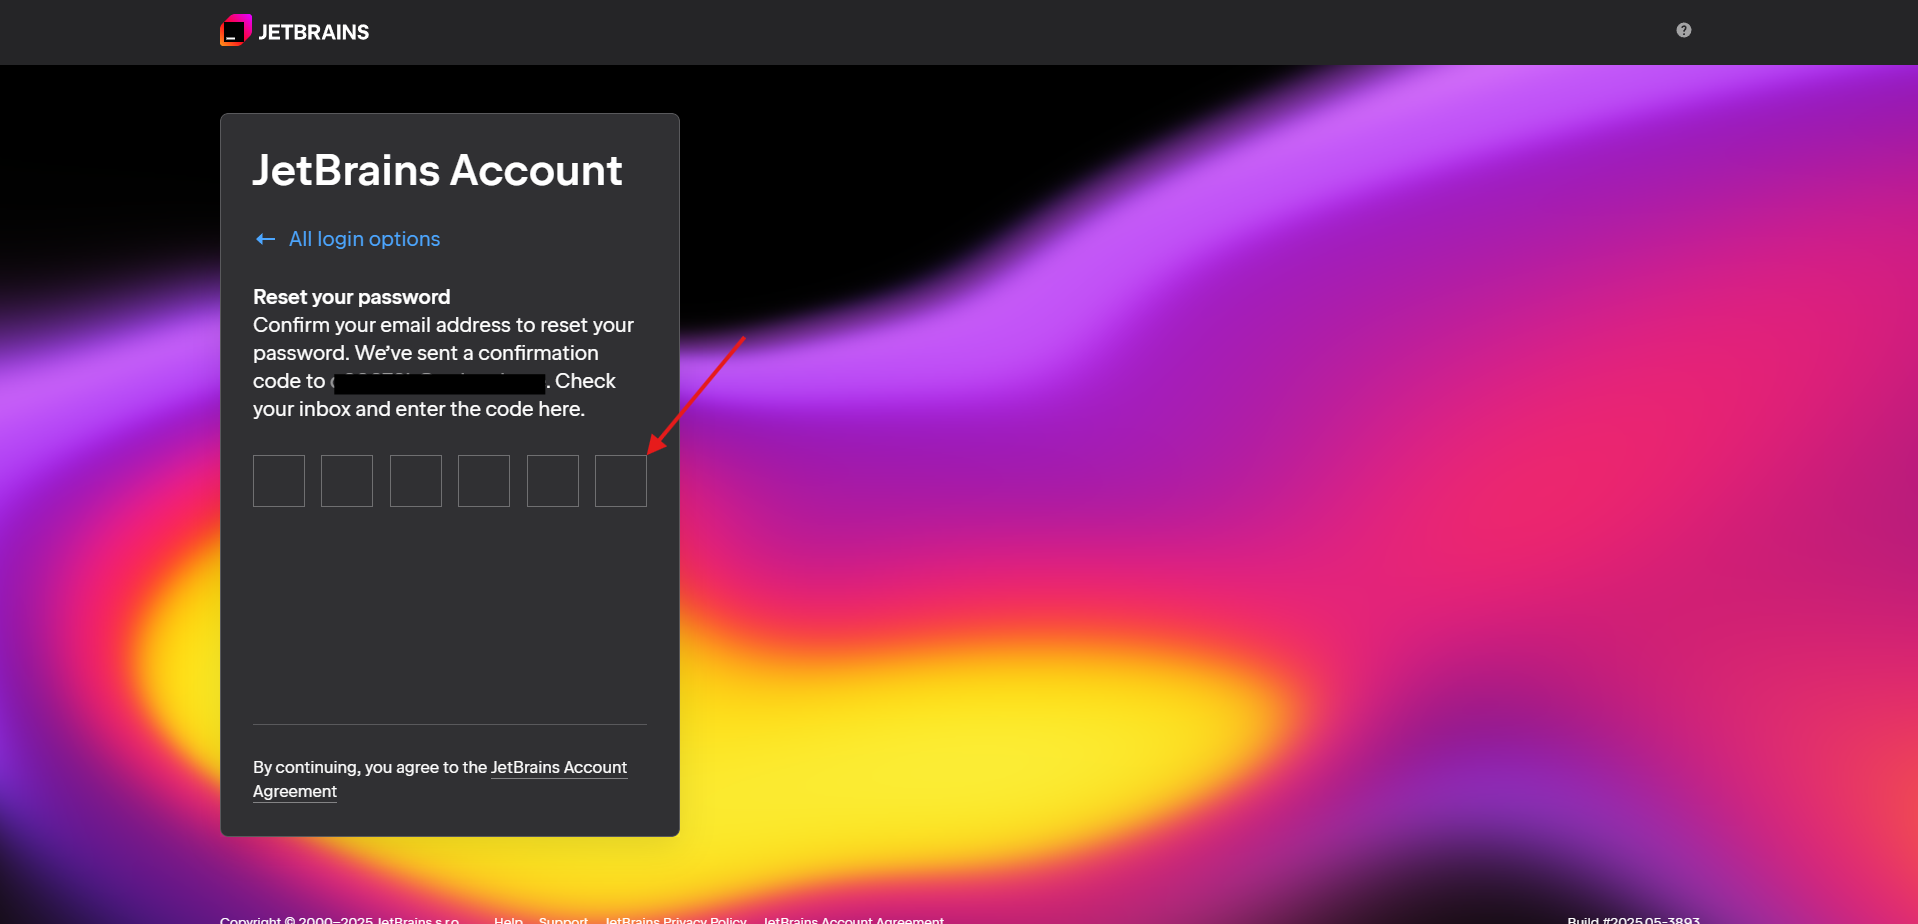 JETBRAINS
?
JetBrains Account
← All login options
Reset your password
Confirm your email address to reset your
password. We've sent a confirmation
code to . Check
your inbox and enter the code here.
By continuing, you agree to the JetBrains Account
Agreement
Copyright © 2000–2025 JetBrains s.r.o. Help Support JetBrains Privacy Policy JetBrains Account Agreement Build #2025.05-3893